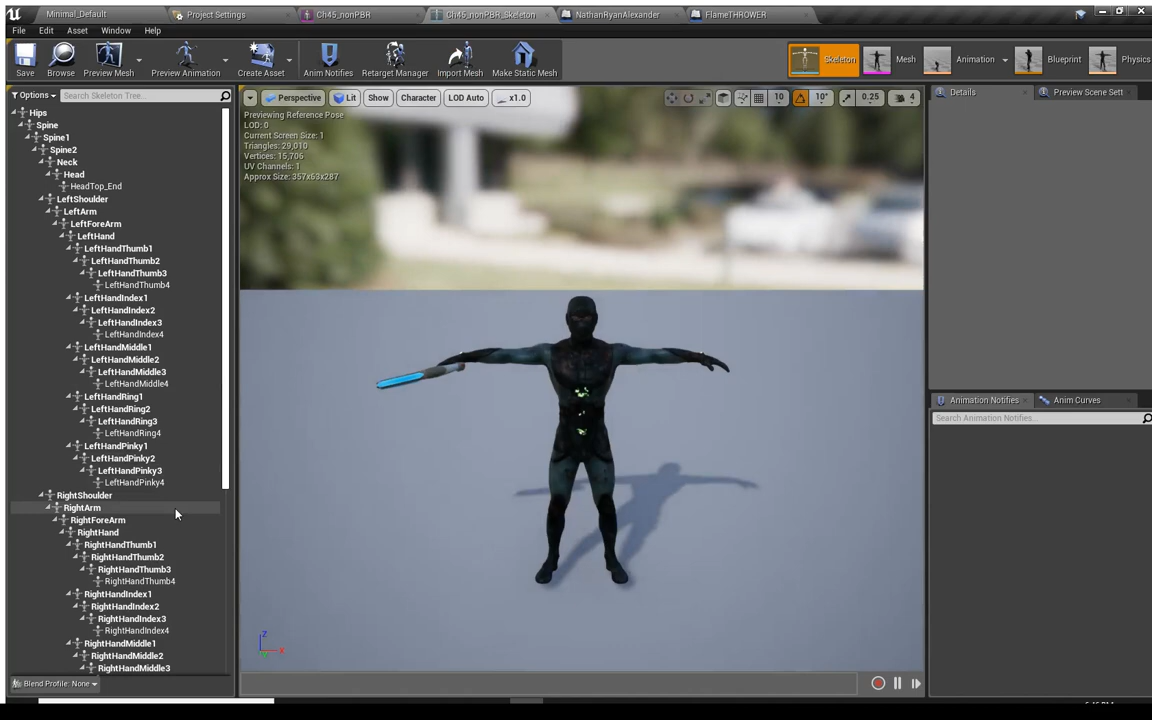 Minimal_Default
Project Settings
Ch45_nonPBR
Ch45_nonPBR_Skeleton
NathanRyanAlexander
FlameTHROWER
File Edit Asset Window Help
Save
Browse
Preview Mesh
Preview Animation
Create Asset
Anim Notifies
Retarget Manager
Import Mesh
Make Static Mesh
Skeleton
Mesh
Animation
Blueprint
Physics
Options
Search Skeleton Tree...
Hips
Spine
Spine1
Spine2
Neck
Head
HeadTop_End
LeftShoulder
LeftArm
LeftForeArm
LeftHand
LeftHandThumb1
LeftHandThumb2
LeftHandThumb3
LeftHandThumb4
LeftHandIndex1
LeftHandIndex2
LeftHandIndex3
LeftHandIndex4
LeftHandMiddle1
LeftHandMiddle2
LeftHandMiddle3
LeftHandMiddle4
LeftHandRing1
LeftHandRing2
LeftHandRing3
LeftHandRing4
LeftHandPinky1
LeftHandPinky2
LeftHandPinky3
LeftHandPinky4
RightShoulder
RightArm
RightForeArm
RightHand
RightHandThumb1
RightHandThumb2
RightHandThumb3
RightHandThumb4
RightHandIndex1
RightHandIndex2
RightHandIndex3
RightHandIndex4
RightHandMiddle1
RightHandMiddle2
RightHandMiddle3
Blend Profile: None
Perspective
Lit
Show
Character
LOD Auto
x1.0
10
10°
0.25
4
Previewing Reference Pose
LOD: 0
Current Screen Size: 1
Triangles: 29,010
Vertices: 15,706
UV Channels: 1
Approx Size: 357x63x287
Z
X
Details
Preview Scene Sett
Animation Notifies
Anim Curves
Search Animation Notifies...